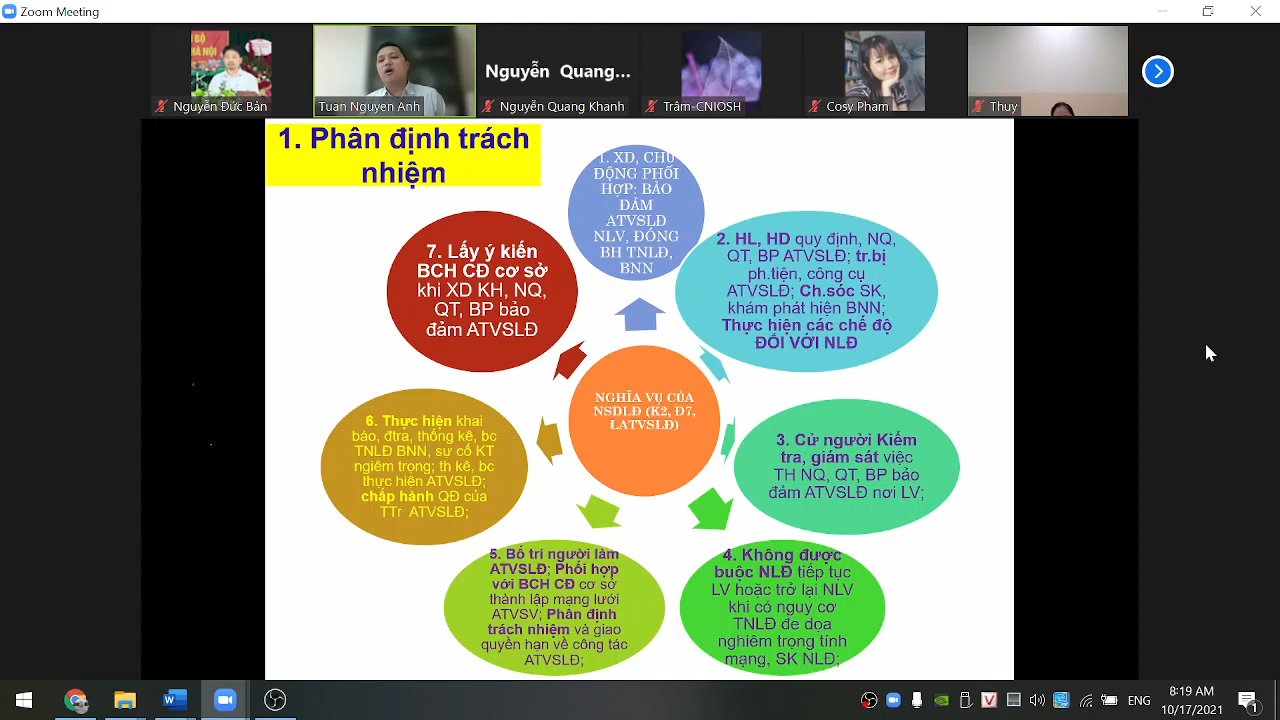 Zoom Meeting
BỘ
HÀ NỘI
Nguyễn Quang...
Nguyễn Đức Bản
Tuan Nguyen Anh
Nguyễn Quang Khanh
Trâm-CNIOSH
Cosy Pham
Thuy
1. Phân định trách
nhiệm
1. XD, CHỦ
ĐỘNG PHỐI
HỢP: BẢO
ĐẢM
ATVSLĐ
NLV, ĐÓNG
BH TNLĐ,
BNN
2. HL, HD quy định, NQ,
QT, BP ATVSLĐ; tr.bị
ph.tiện, công cụ
ATVSLĐ; Ch.sóc SK,
khám phát hiện BNN;
Thực hiện các chế độ
ĐỐI VỚI NLĐ
3. Cử người Kiểm
tra, giám sát việc
TH NQ, QT, BP bảo
đảm ATVSLĐ nơi LV;
4. Không được
buộc NLĐ tiếp tục
LV hoặc trở lại NLV
khi có nguy cơ
TNLĐ đe dọa
nghiêm trọng tính
mạng, SK NLĐ;
5. Bố trí người làm
ATVSLĐ; Phối hợp
với BCH CĐ cơ sở
thành lập mạng lưới
ATVSV; Phân định
trách nhiệm và giao
quyền hạn về công tác
ATVSLĐ;
6. Thực hiện khai
báo, đtra, thống kê, bc
TNLĐ BNN, sự cố KT
ngiêm trọng; th kê, bc
thực hiện ATVSLĐ;
chấp hành QĐ của
TTr ATVSLĐ;
7. Lấy ý kiến
BCH CĐ cơ sở
khi XD KH, NQ,
QT, BP bảo
đảm ATVSLĐ
NGHĨA VỤ CỦA
NSDLĐ (K2, Đ7,
LATVSLĐ)
ENG
8:19 AM
10/17/2021
1